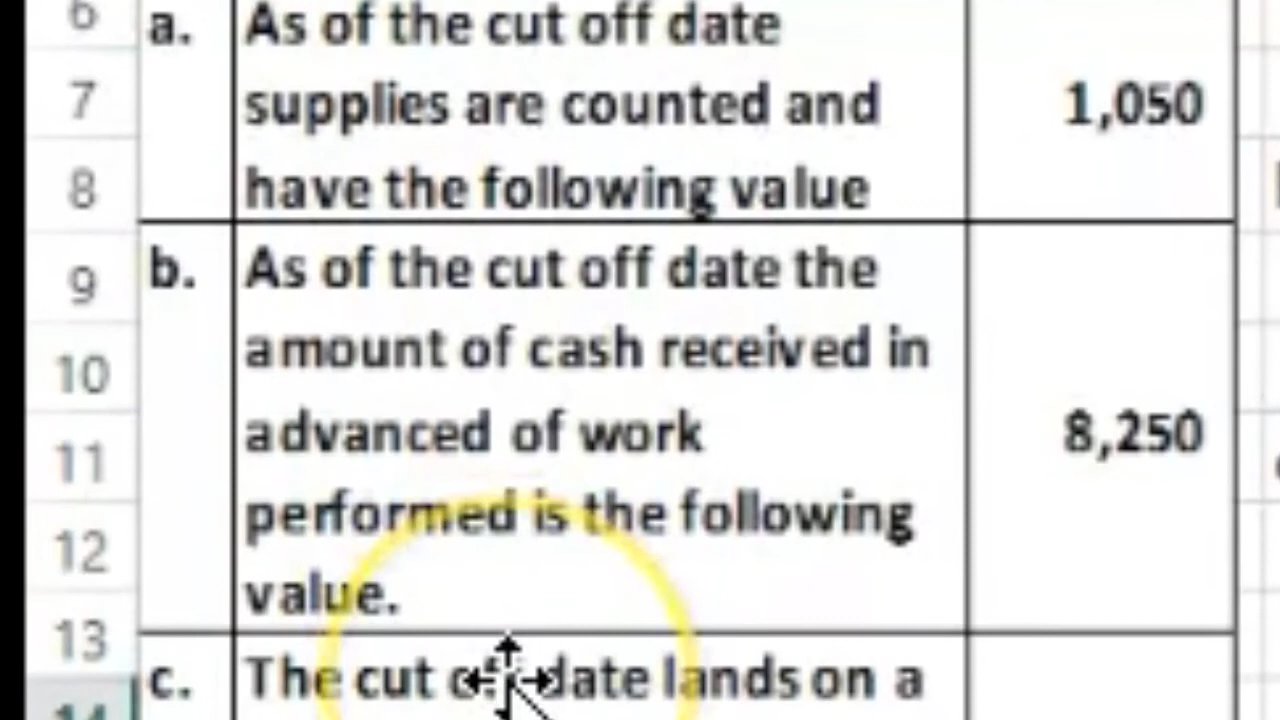 6 a. As of the cut off date
7 supplies are counted and 1,050
8 have the following value
9 b. As of the cut off date the
10 amount of cash received in
11 advanced of work 8,250
12 performed is the following
value.
13
14 c. The cut off date lands on a